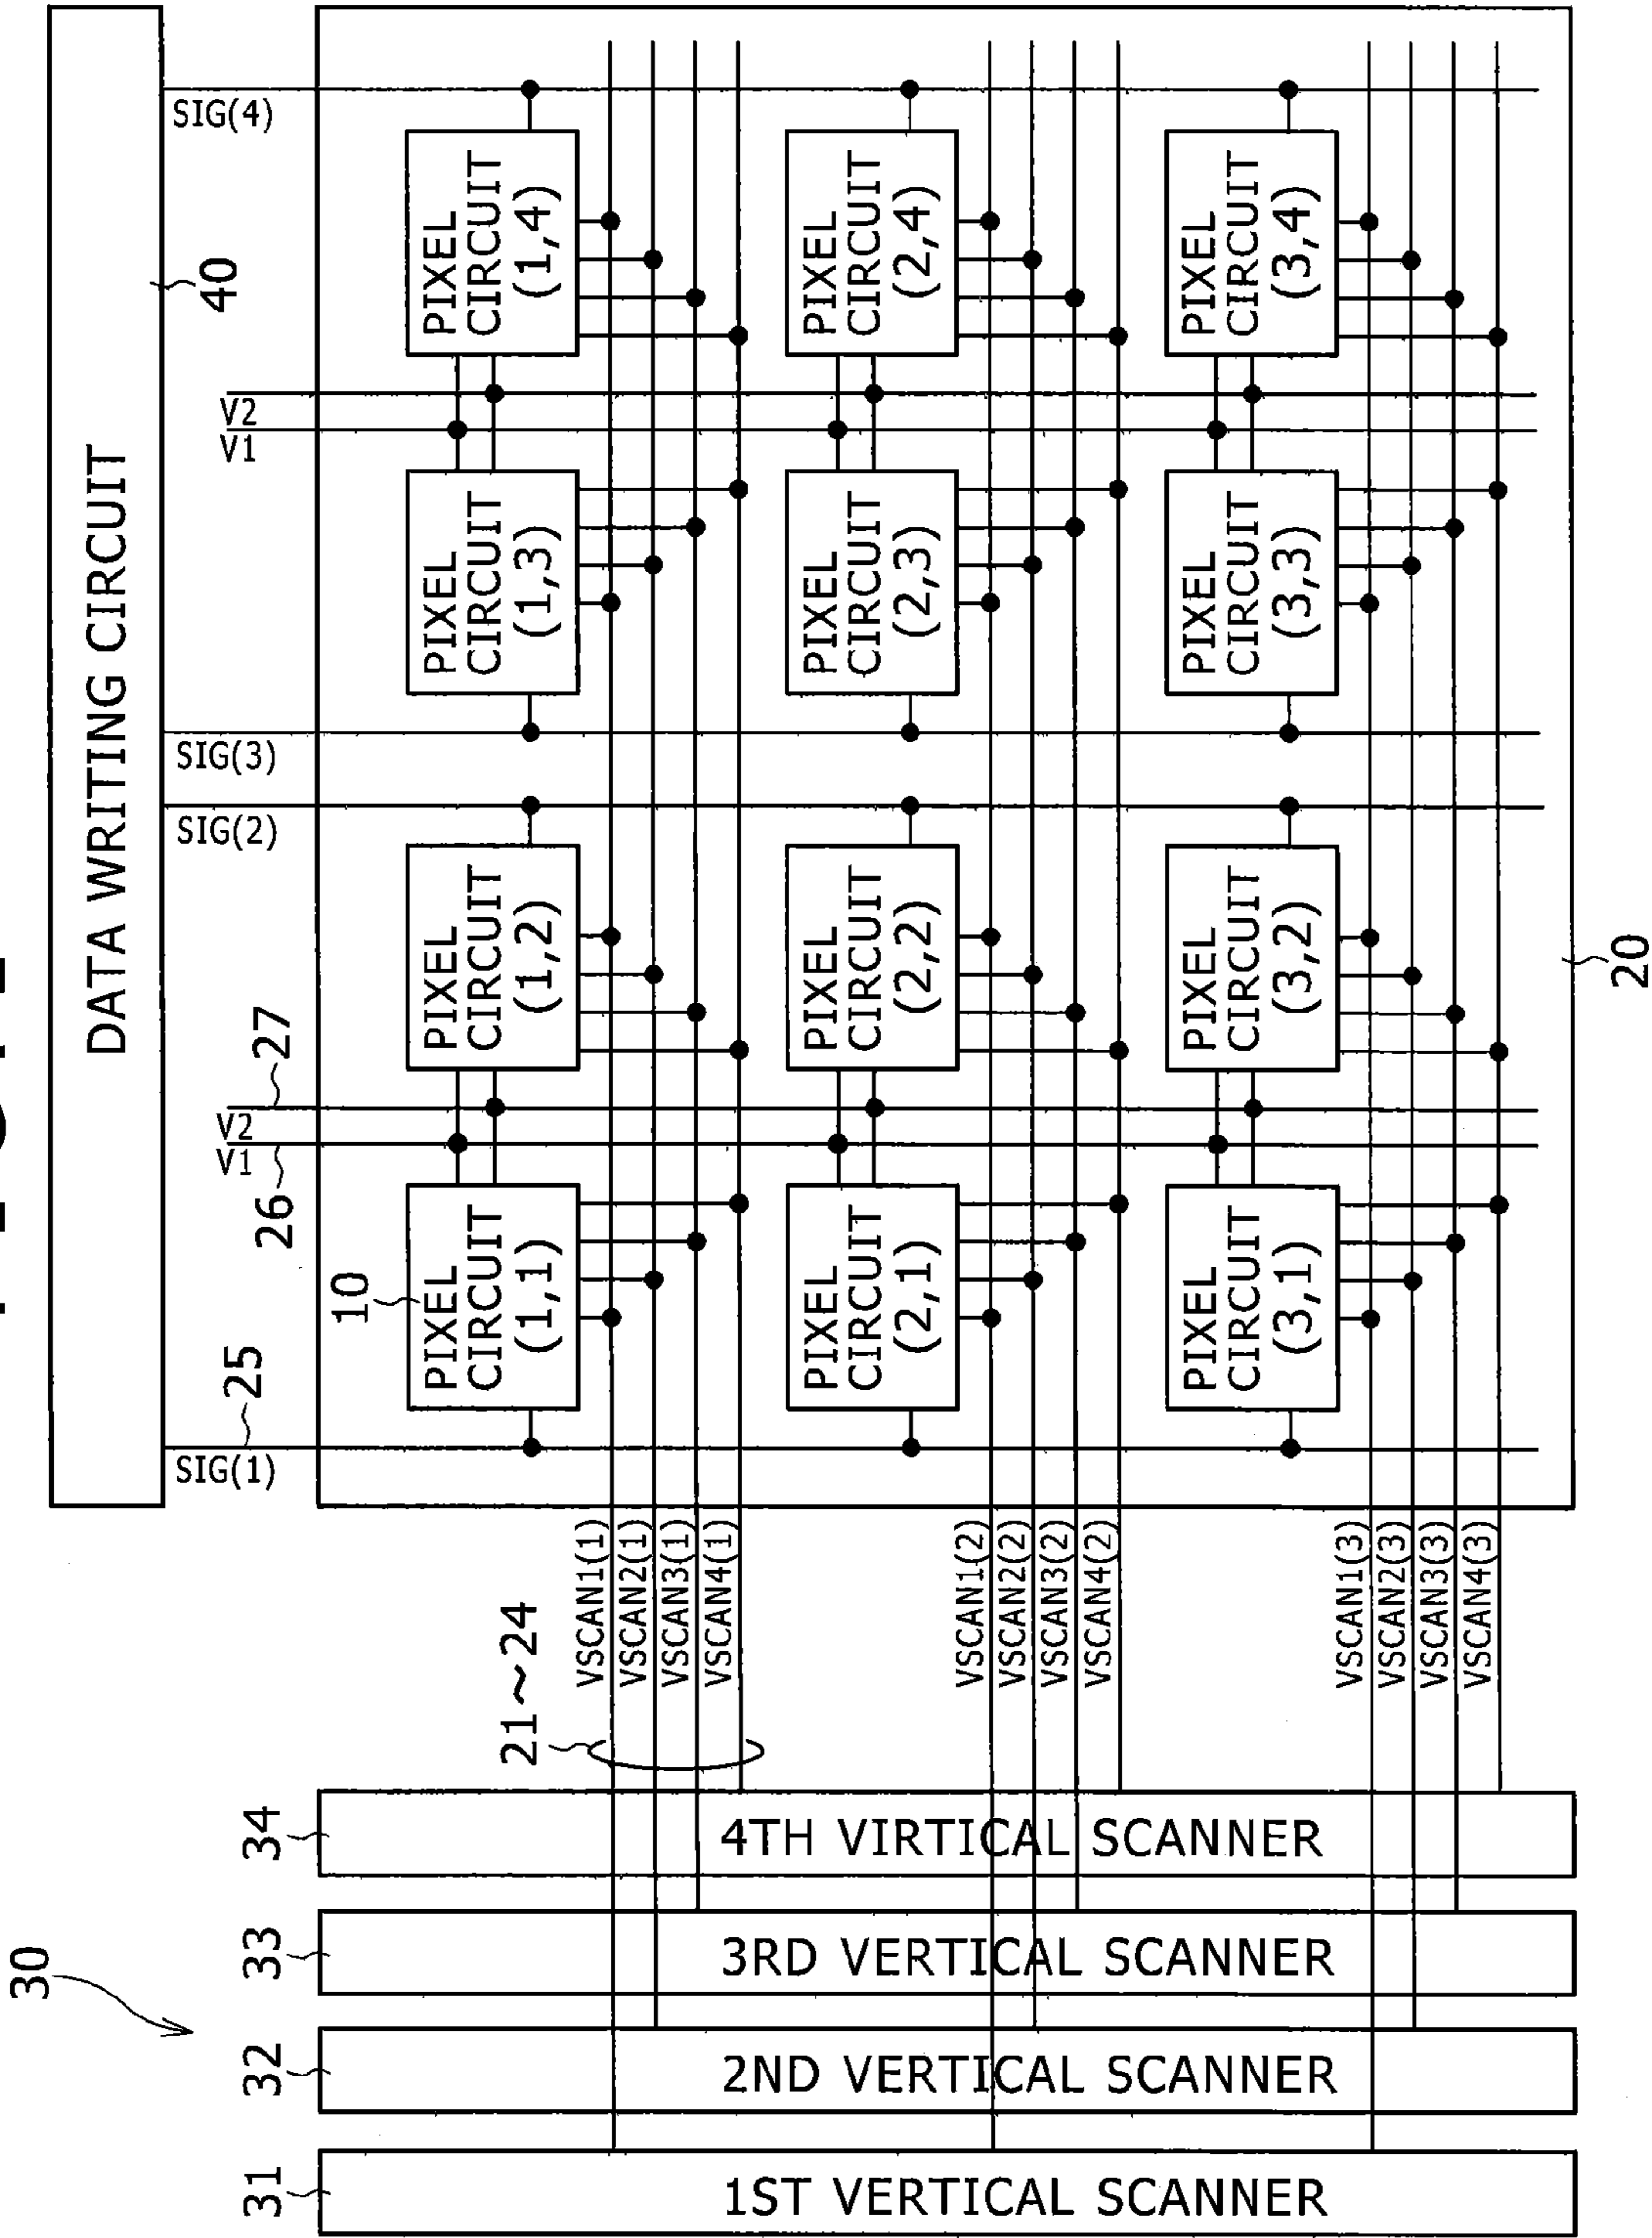 DATA WRITING CIRCUIT
40
SIG(1)
25
26
V1
V2
27
SIG(2)
SIG(3)
V1
V2
SIG(4)
30
31
32
33
34
1ST VERTICAL SCANNER
2ND VERTICAL SCANNER
3RD VERTICAL SCANNER
4TH VIRTICAL SCANNER
21~24
10
PIXEL
CIRCUIT
(1,1)
PIXEL
CIRCUIT
(1,2)
PIXEL
CIRCUIT
(1,3)
PIXEL
CIRCUIT
(1,4)
VSCAN1(1)
VSCAN2(1)
VSCAN3(1)
VSCAN4(1)
PIXEL
CIRCUIT
(2,1)
PIXEL
CIRCUIT
(2,2)
PIXEL
CIRCUIT
(2,3)
PIXEL
CIRCUIT
(2,4)
VSCAN1(2)
VSCAN2(2)
VSCAN3(2)
VSCAN4(2)
PIXEL
CIRCUIT
(3,1)
PIXEL
CIRCUIT
(3,2)
PIXEL
CIRCUIT
(3,3)
PIXEL
CIRCUIT
(3,4)
VSCAN1(3)
VSCAN2(3)
VSCAN3(3)
VSCAN4(3)
20